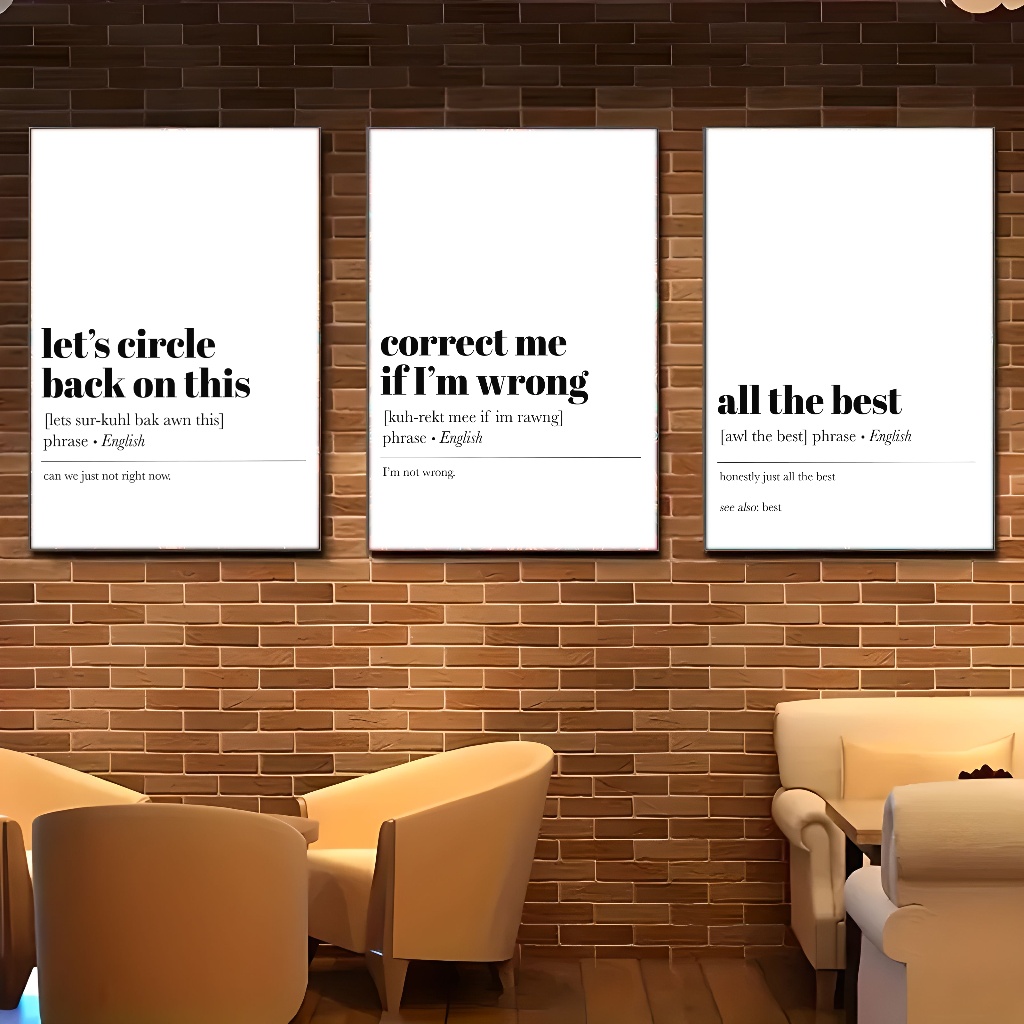 let’s circle
back on this
[lets sur-kuhl bak awn this]
phrase • English
can we just not right now.
correct me
if I’m wrong
[kuh-rekt mee if im rawng]
phrase • English
I’m not wrong.
all the best
[awl the best] phrase • English
honestly just all the best
see also: best